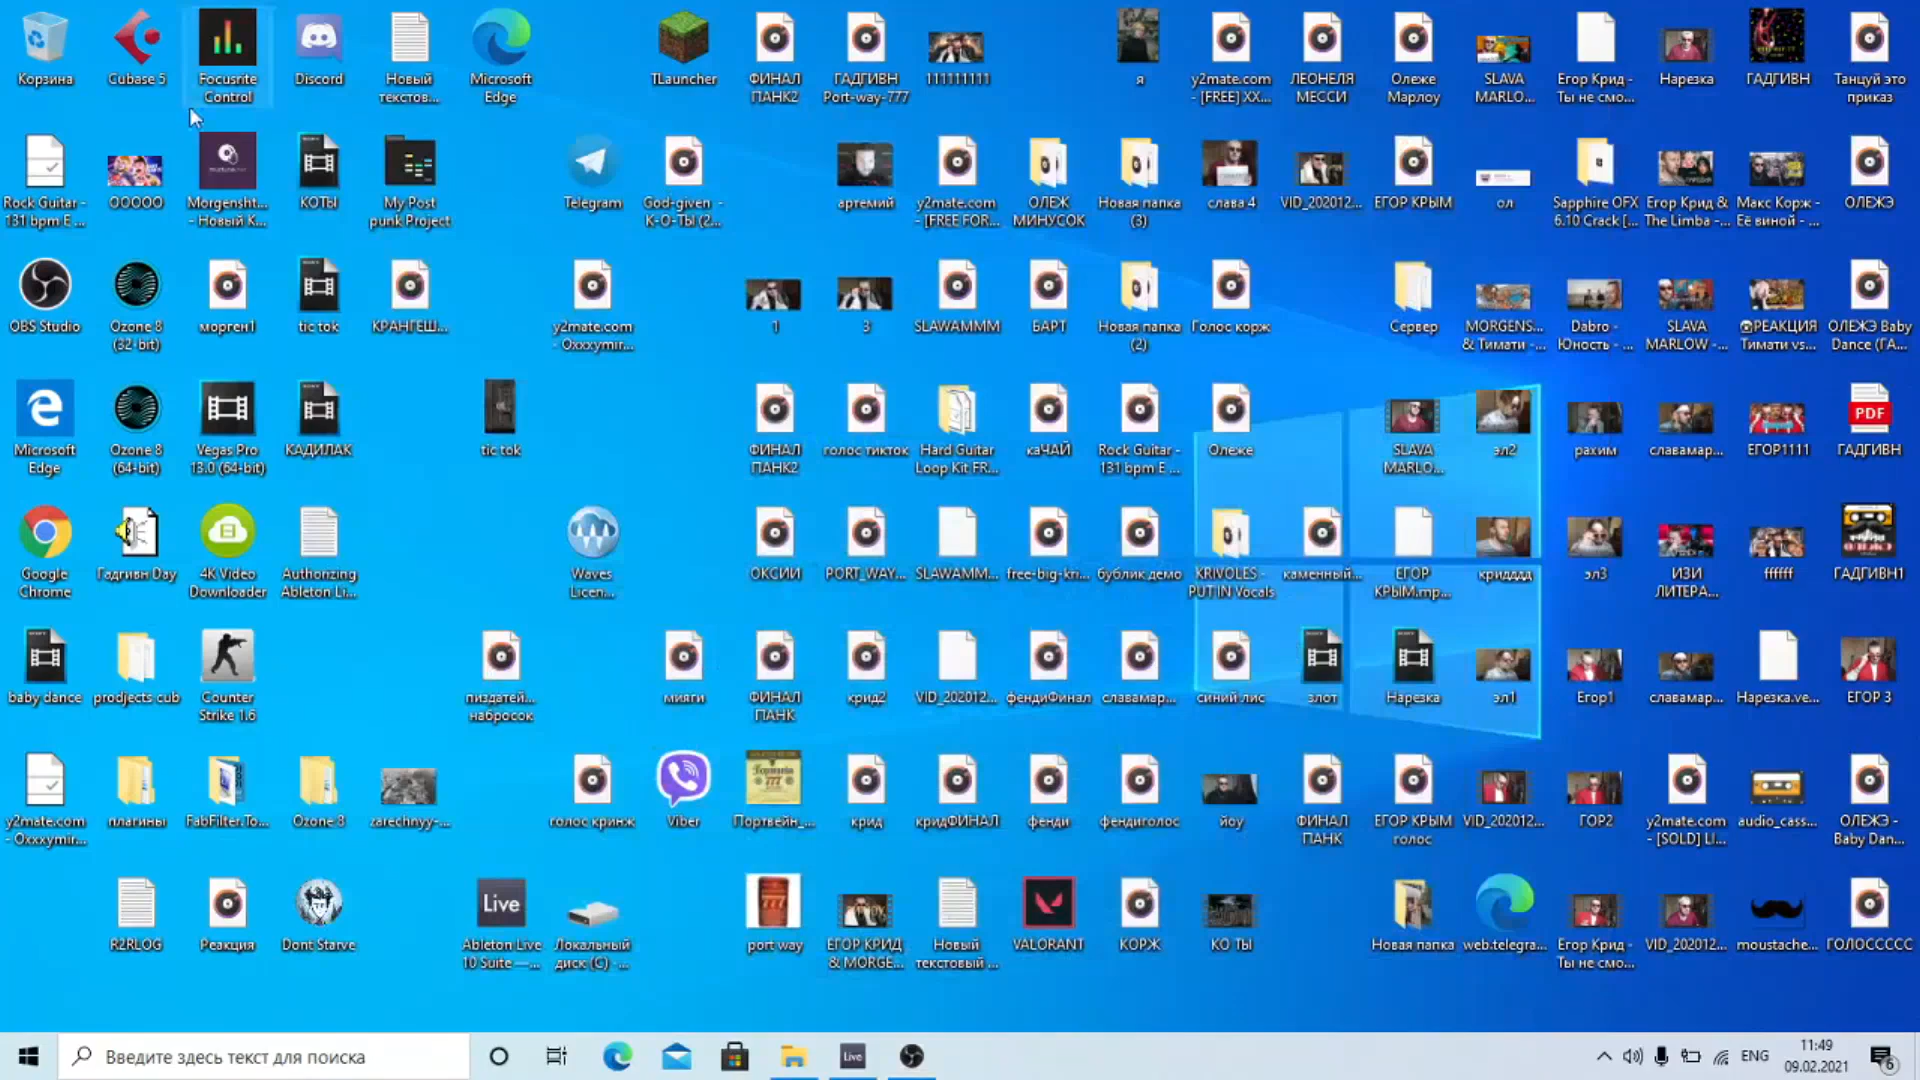 Корзина
Cubase 5
Focusrite
Control
Discord
Новый
текстов...
Microsoft
Edge
TLauncher
ФИНАЛ
ПАНК2
ГАДГИВН
Port-way-777
111111111
я
y2mate.com
- [FREE] XX...
ЛЕОНЕЛЯ
МЕССИ
Олеже
Марлоу
SLAVA
MARLO...
Егор Крид -
Ты не смо...
Нарезка
ГАДГИВН
Танцуй это
приказ
Rock Guitar -
131 bpm E ...
OOOOO
Morgensht...
- Новый К...
КОТЫ
My Post
punk Project
Telegram
God-given -
К-О-ТЫ (2...
артемий
y2mate.com
- [FREE FOR...
ОЛЕЖ
МИНУСОК
Новая папка
(3)
слава 4
VID_202012...
ЕГОР КРЫМ
ол
Sapphire OFX
6.10 Crack [...
Егор Крид &
The Limba -...
Макс Корж -
Её виной - ...
ОЛЕЖЭ
OBS Studio
Ozone 8
(32-bit)
морген1
tic tok
КРАНГЕШ...
y2mate.com
- Oxxxymir...
1
3
SLAWAMMM
БАРТ
Новая папка
(2)
Голос корж
Сервер
MORGENS...
& Тимати -...
Dabro -
Юность - ...
SLAVA
MARLOW -...
РЕАКЦИЯ
Тимати vs...
ОЛЕЖЭ Baby
Dance (ГА...
Microsoft
Edge
Ozone 8
(64-bit)
Vegas Pro
13.0 (64-bit)
КАДИЛАК
tic tok
ФИНАЛ
ПАНК2
голос тикток
Hard Guitar
Loop Kit FR...
каЧАЙ
Rock Guitar -
131 bpm E ...
Олеже
SLAVA
MARLO...
эл2
рахим
славамар...
ЕГОР1111
PDF
ГАДГИВН
Google
Chrome
Гадгивн Day
4K Video
Downloader
Authorizing
Ableton Li...
Waves
Licen...
ОКСИИ
PORT_WAY...
SLAWAMM...
free-big-kri...
бублик демо
KRIVOLES -
PUTIN Vocals
каменный...
ЕГОР
КРЫМ.mp...
кридддд
эл3
ИЗИ
ЛИТЕРА...
ffffff
ГАДГИВН1
baby dance
prodjects cub
Counter
Strike 1.6
пиздатей...
набросок
мияги
ФИНАЛ
ПАНК
крид2
VID_202012...
фендиФинал
славамар...
синий лис
злот
Нарезка
эл1
Егор1
славамар...
Нарезка.ve...
ЕГОР 3
y2mate.com
- Oxxxymir...
плагины
FabFilter.To...
Ozone 8
zarechnyy-...
голос кринж
Viber
Портвейн_...
крид
кридФИНАЛ
фенди
фендиголос
йоу
ФИНАЛ
ПАНК
ЕГОР КРЫМ
голос
VID_202012...
ГОР2
y2mate.com
- [SOLD] LI...
audio_cass...
ОЛЕЖЭ -
Baby Dan...
R2RLOG
Реакция
Dont Starve
Live
Ableton Live
10 Suite —...
Локальный
диск (C) -...
777
port way
ЕГОР КРИД
& MORGE...
Новый
текстовый ...
VALORANT
КОРЖ
КО ТЫ
Новая папка
web.telegra...
Егор Крид -
Ты не смо...
VID_202012...
moustache...
ГОЛОССССС
Введите здесь текст для поиска
Live
ENG
11:49
09.02.2021
6